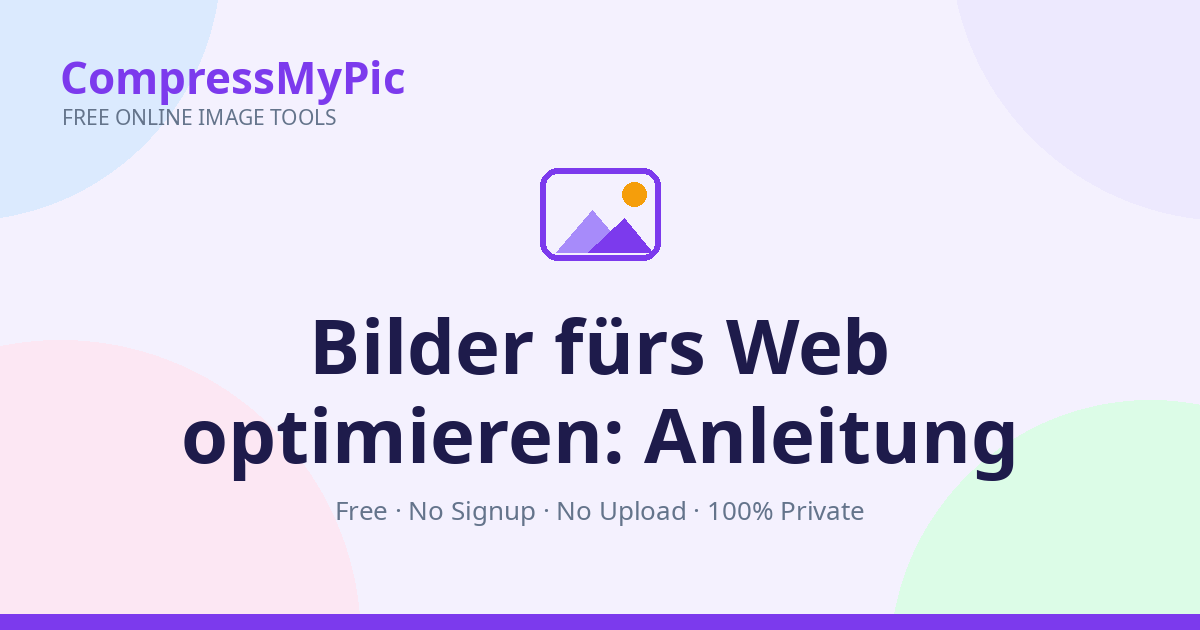 CompressMyPic
FREE ONLINE IMAGE TOOLS
Bilder fürs Web
optimieren: Anleitung
Free · No Signup · No Upload · 100% Private